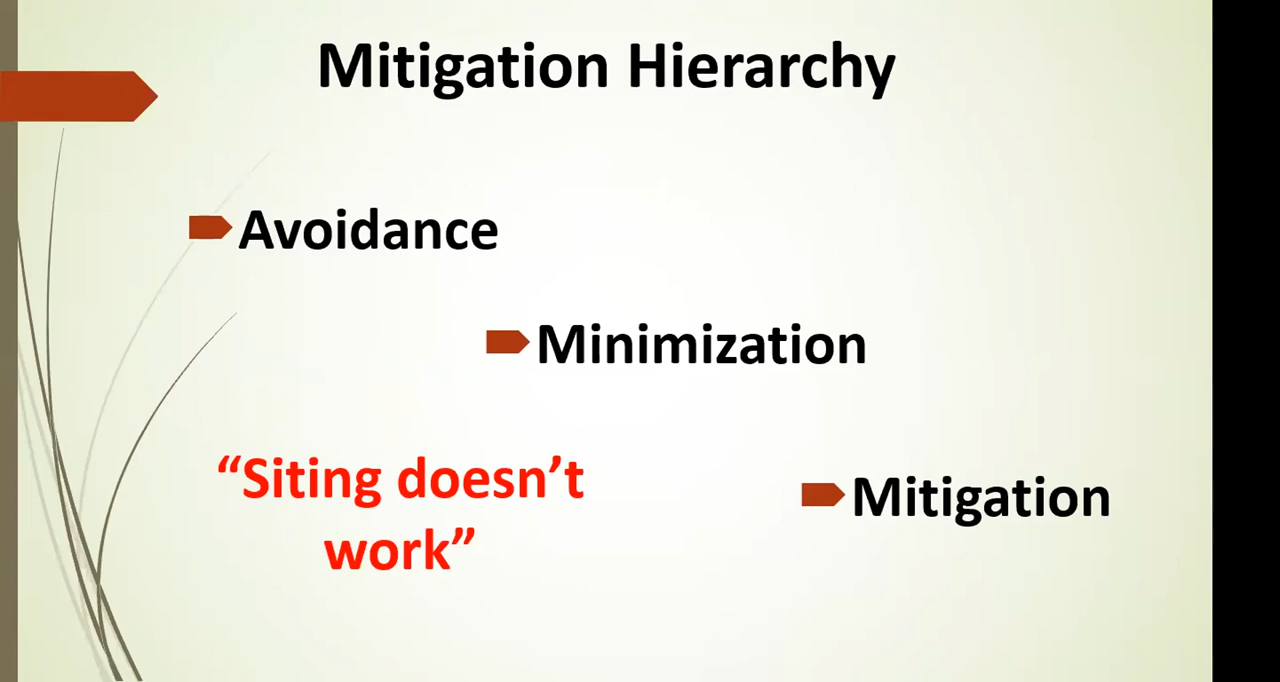 Mitigation Hierarchy
Avoidance
Minimization
“Siting doesn’t
work”
Mitigation